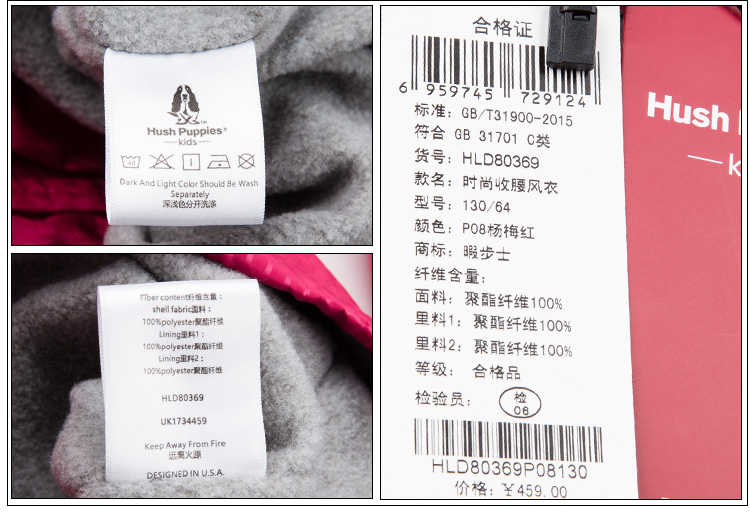 Hush Puppies®
kids
40
Dark And Light Color Should Be Wash
Separately
深浅色分开洗涤
Fiber content纤维含量：
shell fabric面料：
100%polyester聚酯纤维
Lining里料1：
100%polyester聚酯纤维
Lining里料2：
100%polyester聚酯纤维
HLD80369
UK1734459
Keep Away From Fire
远离火源
DESIGNED IN U.S.A.
合格证
6 959745 729124
标准：GB/T31900-2015
符合 GB 31701 C类
货号：HLD80369
款名：时尚收腰风衣
型号：130/64
颜色：P08杨梅红
商标：暇步士
纤维含量：
面料：聚酯纤维100%
里料1：聚酯纤维100%
里料2：聚酯纤维100%
等级：合格品
检验员：检
06
HLD80369P08130
价格：￥459.00
Hush
k